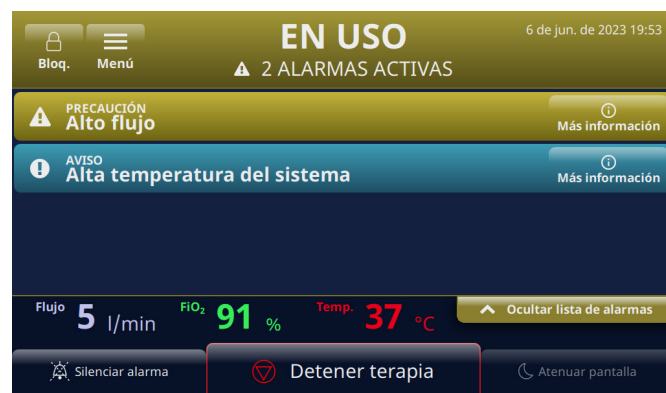 EN USO
6 de jun. de 2023 19:53
Bloq. Menú
2 ALARMAS ACTIVAS
PRECAUCIÓN
Alto flujo
Más información
AVISO
Alta temperatura del sistema
Más información
Flujo 5 l/min FiO₂ 91 % Temp. 37 °C
Ocultar lista de alarmas
Silenciar alarma
Detener terapia
Atenuar pantalla